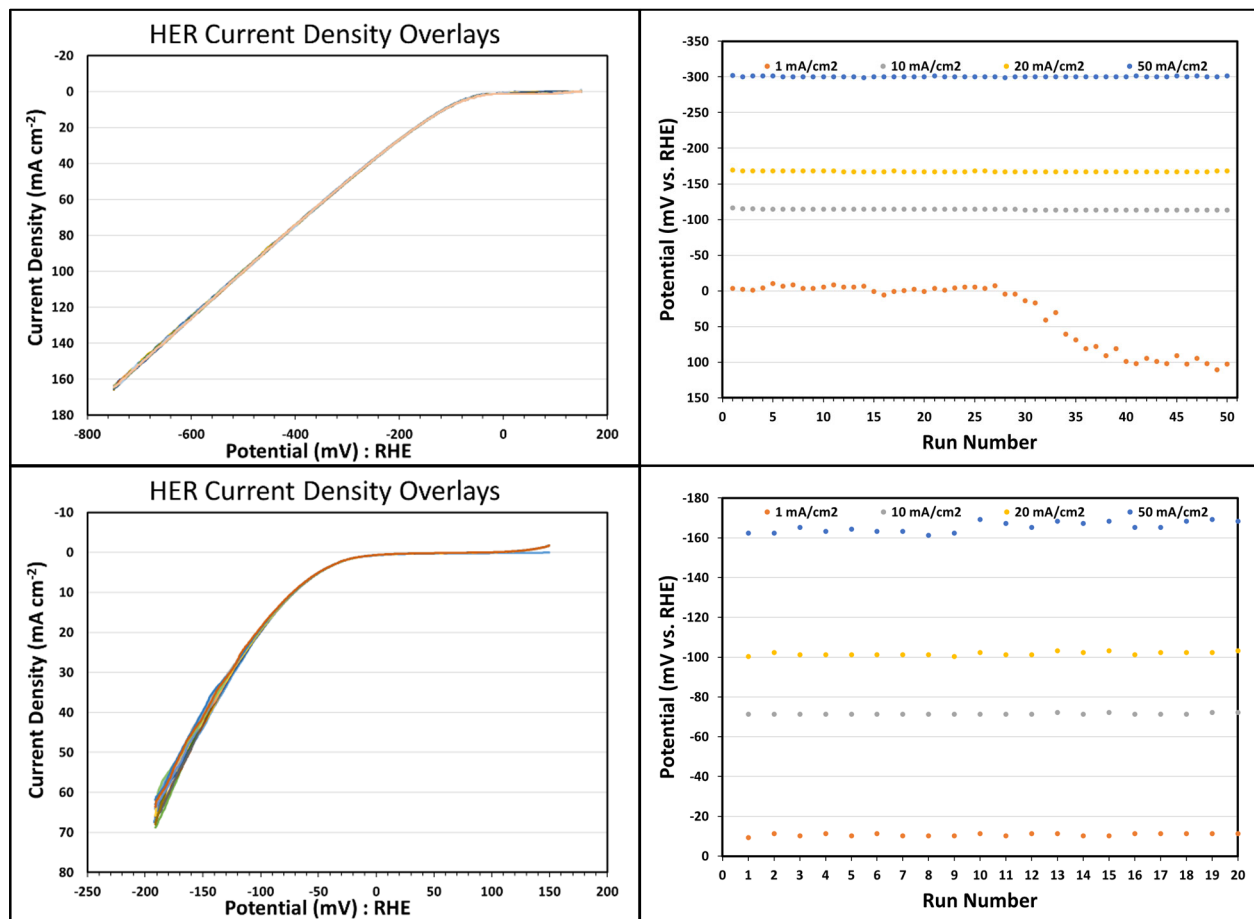 HER Current Density Overlays
-20
0
20
40
60
80
100
120
140
160
180
Current Density (mA cm-2)
-800 -600 -400 -200 0 200
Potential (mV) : RHE
-350
-300
-250
-200
-150
-100
-50
0
50
100
150
Potential (mV vs. RHE)
1 mA/cm2 10 mA/cm2 20 mA/cm2 50 mA/cm2
0 5 10 15 20 25 30 35 40 45 50
Run Number
HER Current Density Overlays
-10
0
10
20
30
40
50
60
70
80
Current Density (mA cm-2)
-250 -200 -150 -100 -50 0 50 100 150 200
Potential (mV) : RHE
-180
-160
-140
-120
-100
-80
-60
-40
-20
0
Potential (mV vs. RHE)
1 mA/cm2 10 mA/cm2 20 mA/cm2 50 mA/cm2
0 1 2 3 4 5 6 7 8 9 10 11 12 13 14 15 16 17 18 19 20
Run Number